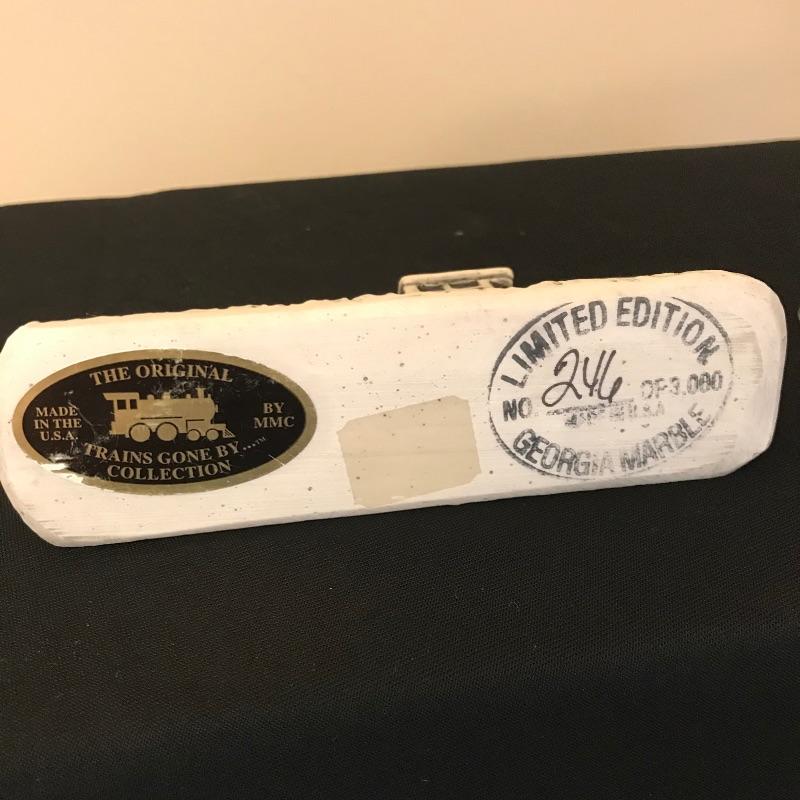 THE ORIGINAL
MADE
IN THE
U.S.A.
BY
MMC
TRAINS GONE BY...™
COLLECTION
LIMITED EDITION
NO. 246 OF 3.000
GEORGIA MARBLE